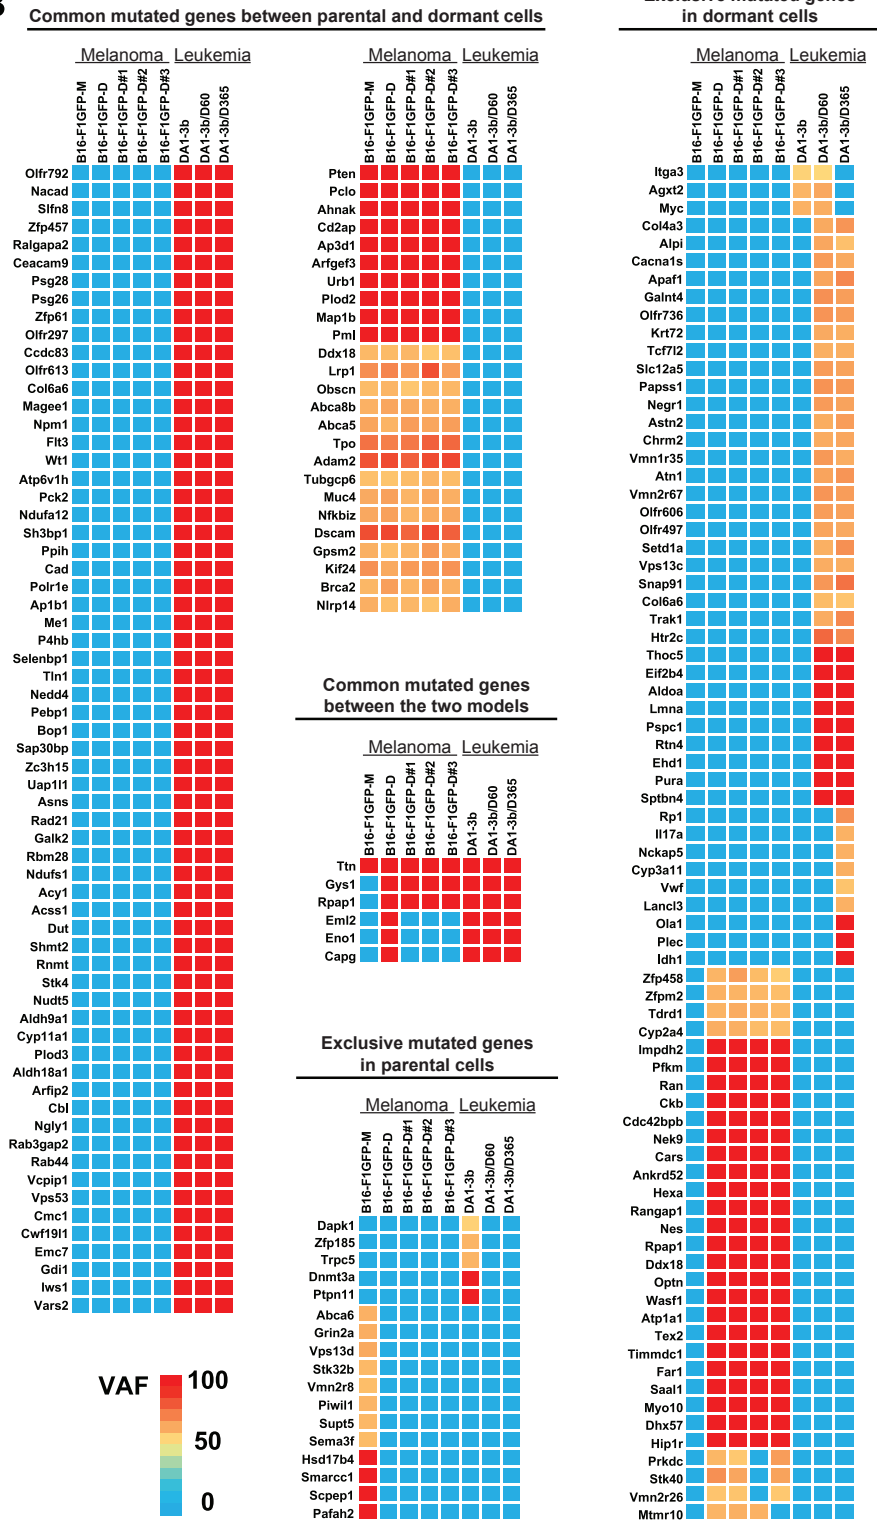 Common mutated genes between parental and dormant cells
Melanoma Leukemia
B16-F1GFP-M
B16-F1GFP-D
B16-F1GFP-D#1
B16-F1GFP-D#2
B16-F1GFP-D#3
DA1-3b
DA1-3b/D60
DA1-3b/D365
Olfr792
Nacad
Slfn8
Zfp457
Ralgapa2
Ceacam9
Psg28
Psg26
Zfp61
Olfr297
Ccdc83
Olfr613
Col6a6
Magee1
Npm1
Flt3
Wt1
Atp6v1h
Pck2
Ndufa12
Sh3bp1
Ppih
Cad
Polr1e
Ap1b1
Me1
P4hb
Selenbp1
Tln1
Nedd4
Pebp1
Bop1
Sap30bp
Zc3h15
Uap1l1
Asns
Rad21
Galk2
Rbm28
Ndufs1
Acy1
Acss1
Dut
Shmt2
Rnmt
Stk4
Nudt5
Aldh9a1
Cyp11a1
Plod3
Aldh18a1
Arfip2
Cbl
Ngly1
Rab3gap2
Rab44
Vcpip1
Vps53
Cmc1
Cwf19l1
Emc7
Gdi1
Iws1
Vars2
VAF
100
50
0
Melanoma Leukemia
B16-F1GFP-M
B16-F1GFP-D
B16-F1GFP-D#1
B16-F1GFP-D#2
B16-F1GFP-D#3
DA1-3b
DA1-3b/D60
DA1-3b/D365
Pten
Pclo
Ahnak
Cd2ap
Ap3d1
Arfgef3
Urb1
Plod2
Map1b
Pml
Ddx18
Lrp1
Obscn
Abca8b
Abca5
Tpo
Adam2
Tubgcp6
Muc4
Nfkbiz
Dscam
Gpsm2
Kif24
Brca2
Nlrp14
Common mutated genes
between the two models
Melanoma Leukemia
B16-F1GFP-M
B16-F1GFP-D
B16-F1GFP-D#1
B16-F1GFP-D#2
B16-F1GFP-D#3
DA1-3b
DA1-3b/D60
DA1-3b/D365
Ttn
Gys1
Rpap1
Eml2
Eno1
Capg
Exclusive mutated genes
in parental cells
Melanoma Leukemia
B16-F1GFP-M
B16-F1GFP-D
B16-F1GFP-D#1
B16-F1GFP-D#2
B16-F1GFP-D#3
DA1-3b
DA1-3b/D60
DA1-3b/D365
Dapk1
Zfp185
Trpc5
Dnmt3a
Ptpn11
Abca6
Grin2a
Vps13d
Stk32b
Vmn2r8
Piwil1
Supt5
Sema3f
Hsd17b4
Smarcc1
Scpep1
Pafah2
Exclusive mutated genes
in dormant cells
Melanoma Leukemia
B16-F1GFP-M
B16-F1GFP-D
B16-F1GFP-D#1
B16-F1GFP-D#2
B16-F1GFP-D#3
DA1-3b
DA1-3b/D60
DA1-3b/D365
Itga3
Agxt2
Myc
Col4a3
Alpi
Cacna1s
Apaf1
Galnt4
Olfr736
Krt72
Tcf7l2
Slc12a5
Papss1
Negr1
Astn2
Chrm2
Vmn1r35
Atn1
Vmn2r67
Olfr606
Olfr497
Setd1a
Vps13c
Snap91
Col6a6
Trak1
Htr2c
Thoc5
Eif2b4
Aldoa
Lmna
Pspc1
Rtn4
Ehd1
Pura
Sptbn4
Rp1
Il17a
Nckap5
Cyp3a11
Vwf
Lancl3
Ola1
Plec
Idh1
Zfp458
Zfpm2
Tdrd1
Cyp2a4
Impdh2
Pfkm
Ran
Ckb
Cdc42bpb
Nek9
Cars
Ankrd52
Hexa
Rangap1
Nes
Rpap1
Ddx18
Optn
Wasf1
Atp1a1
Tex2
Timmdc1
Far1
Saal1
Myo10
Dhx57
Hip1r
Prkdc
Stk40
Vmn2r26
Mtmr10